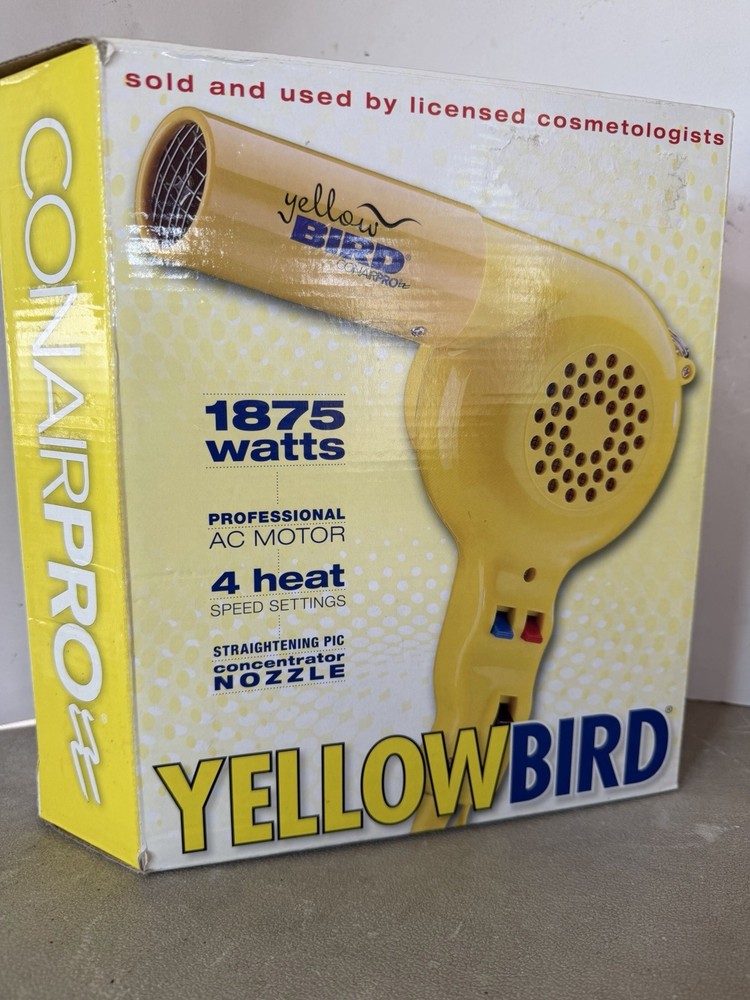 sold and used by licensed cosmetologists
CONAIRPRO
yellow
BIRD
CONAIRPRO
1875
watts
PROFESSIONAL
AC MOTOR
4 heat
SPEED SETTINGS
STRAIGHTENING PIC
concentrator
NOZZLE
YELLOWBIRD®